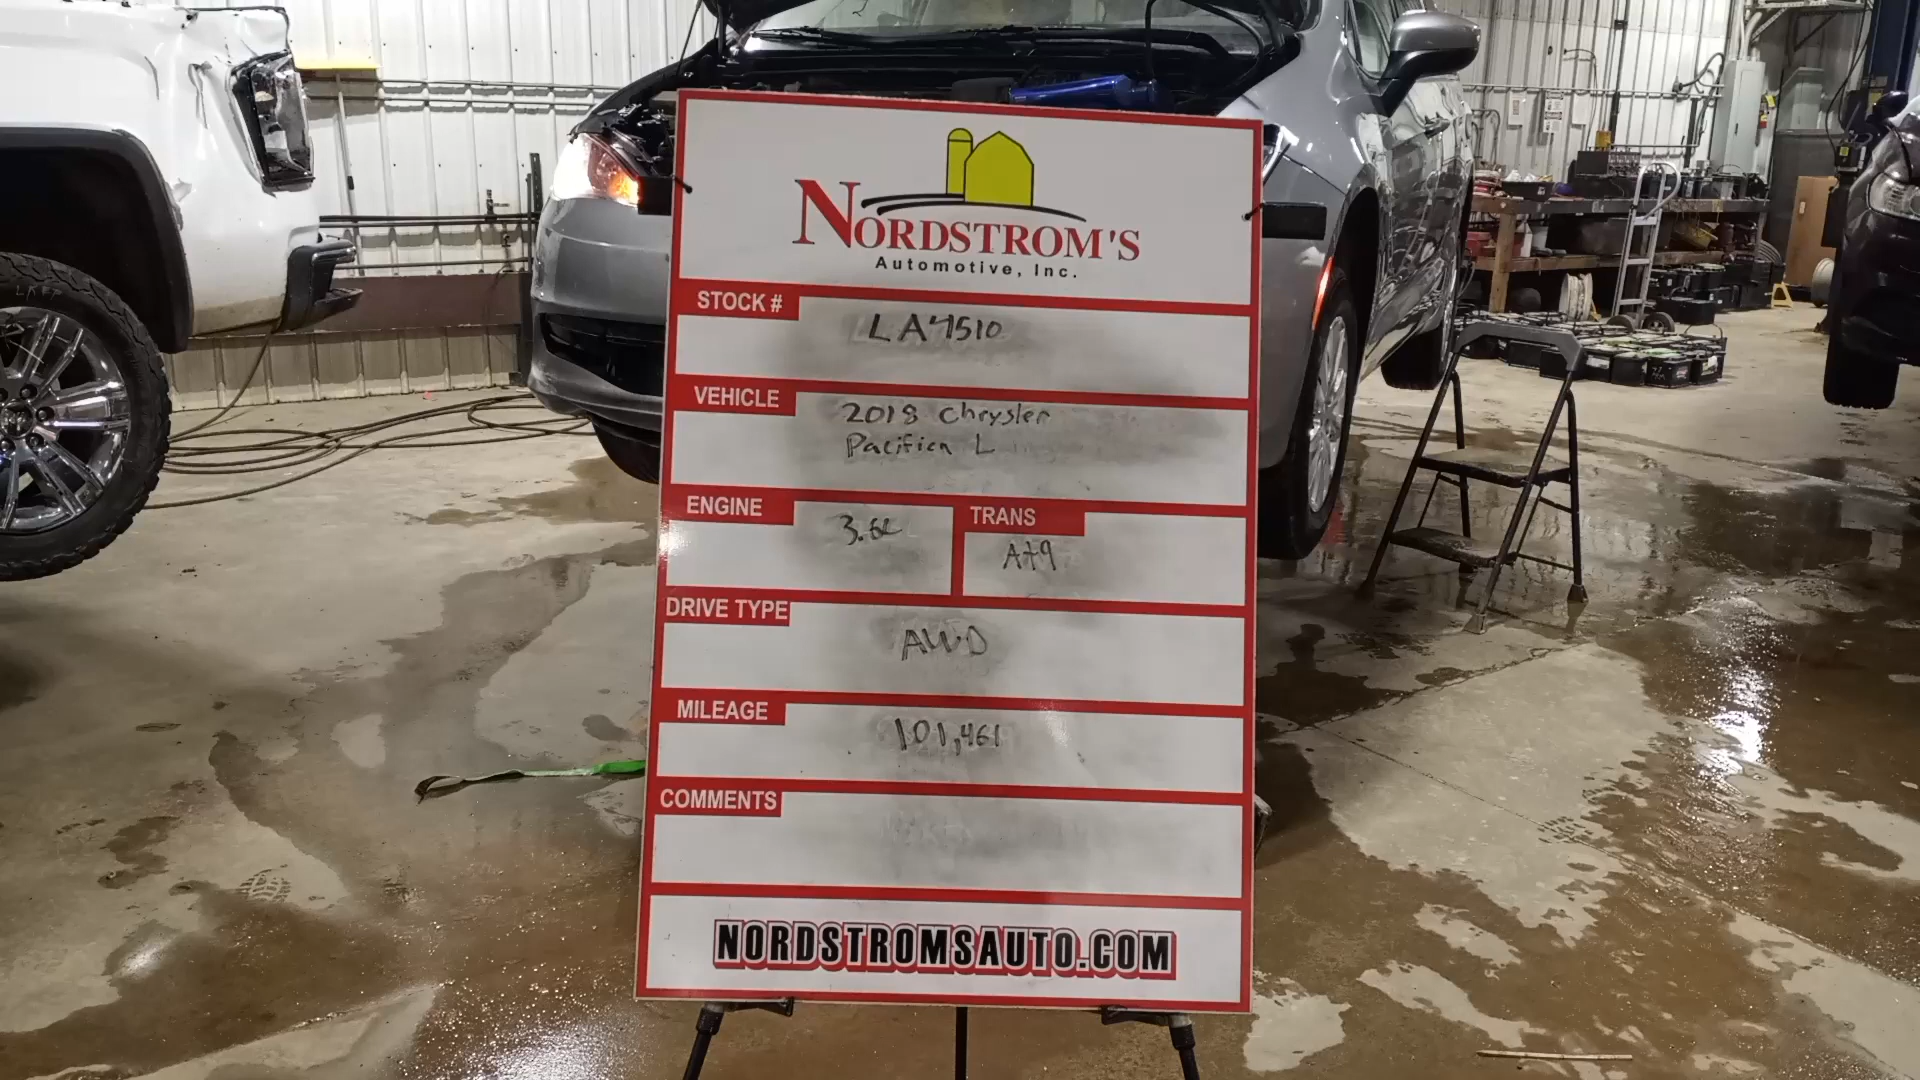 NORDSTROM'S
Automotive, Inc.
STOCK #
LA4510
VEHICLE
2018 Chrysler
Pacifica L
ENGINE
3.6L
TRANS
At9
DRIVE TYPE
AWD
MILEAGE
101,461
COMMENTS
NORDSTROMSAUTO.COM